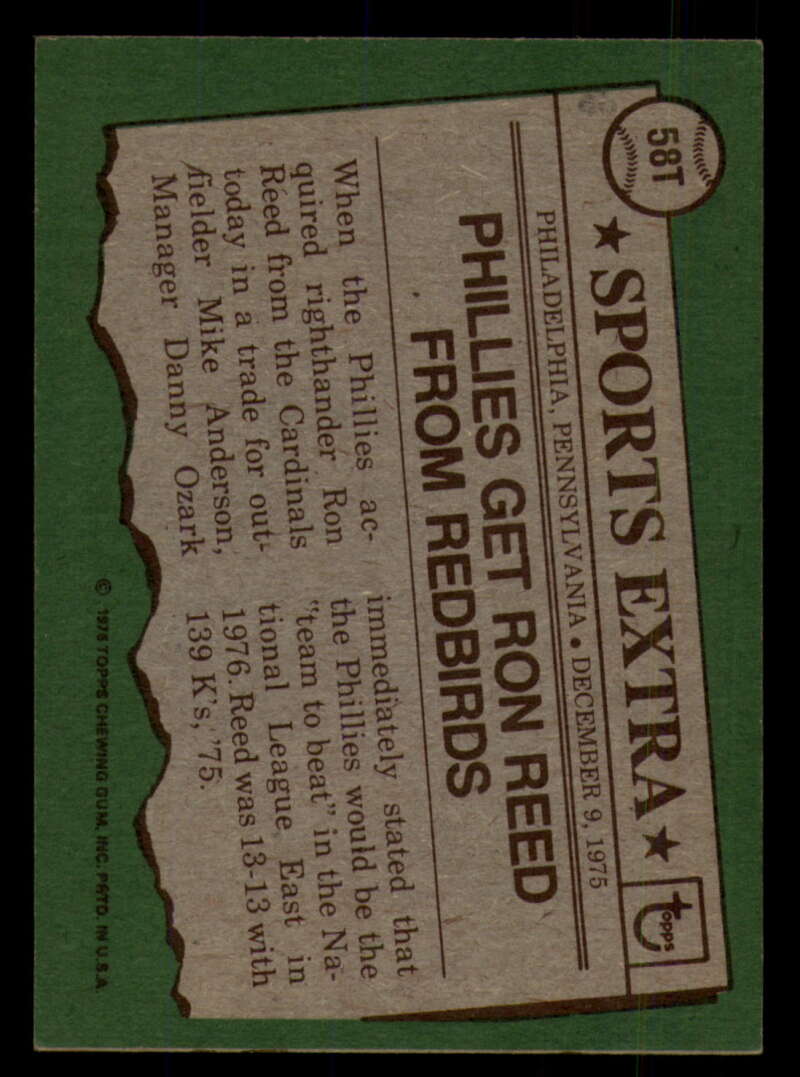 58T
★ SPORTS EXTRA ★
topps
PHILADELPHIA, PENNSYLVANIA • DECEMBER 9, 1975
PHILLIES GET RON REED
FROM REDBIRDS
When the Phillies ac-
quired righthander Ron
Reed from the Cardinals
today in a trade for out-
fielder Mike Anderson,
Manager Danny Ozark
immediately stated that
the Phillies would be the
"team to beat" in the Na-
tional League East in
1976. Reed was 13-13 with
139 K's, '75.
© 1976 TOPPS CHEWING GUM, INC. PRTD. IN U.S.A.